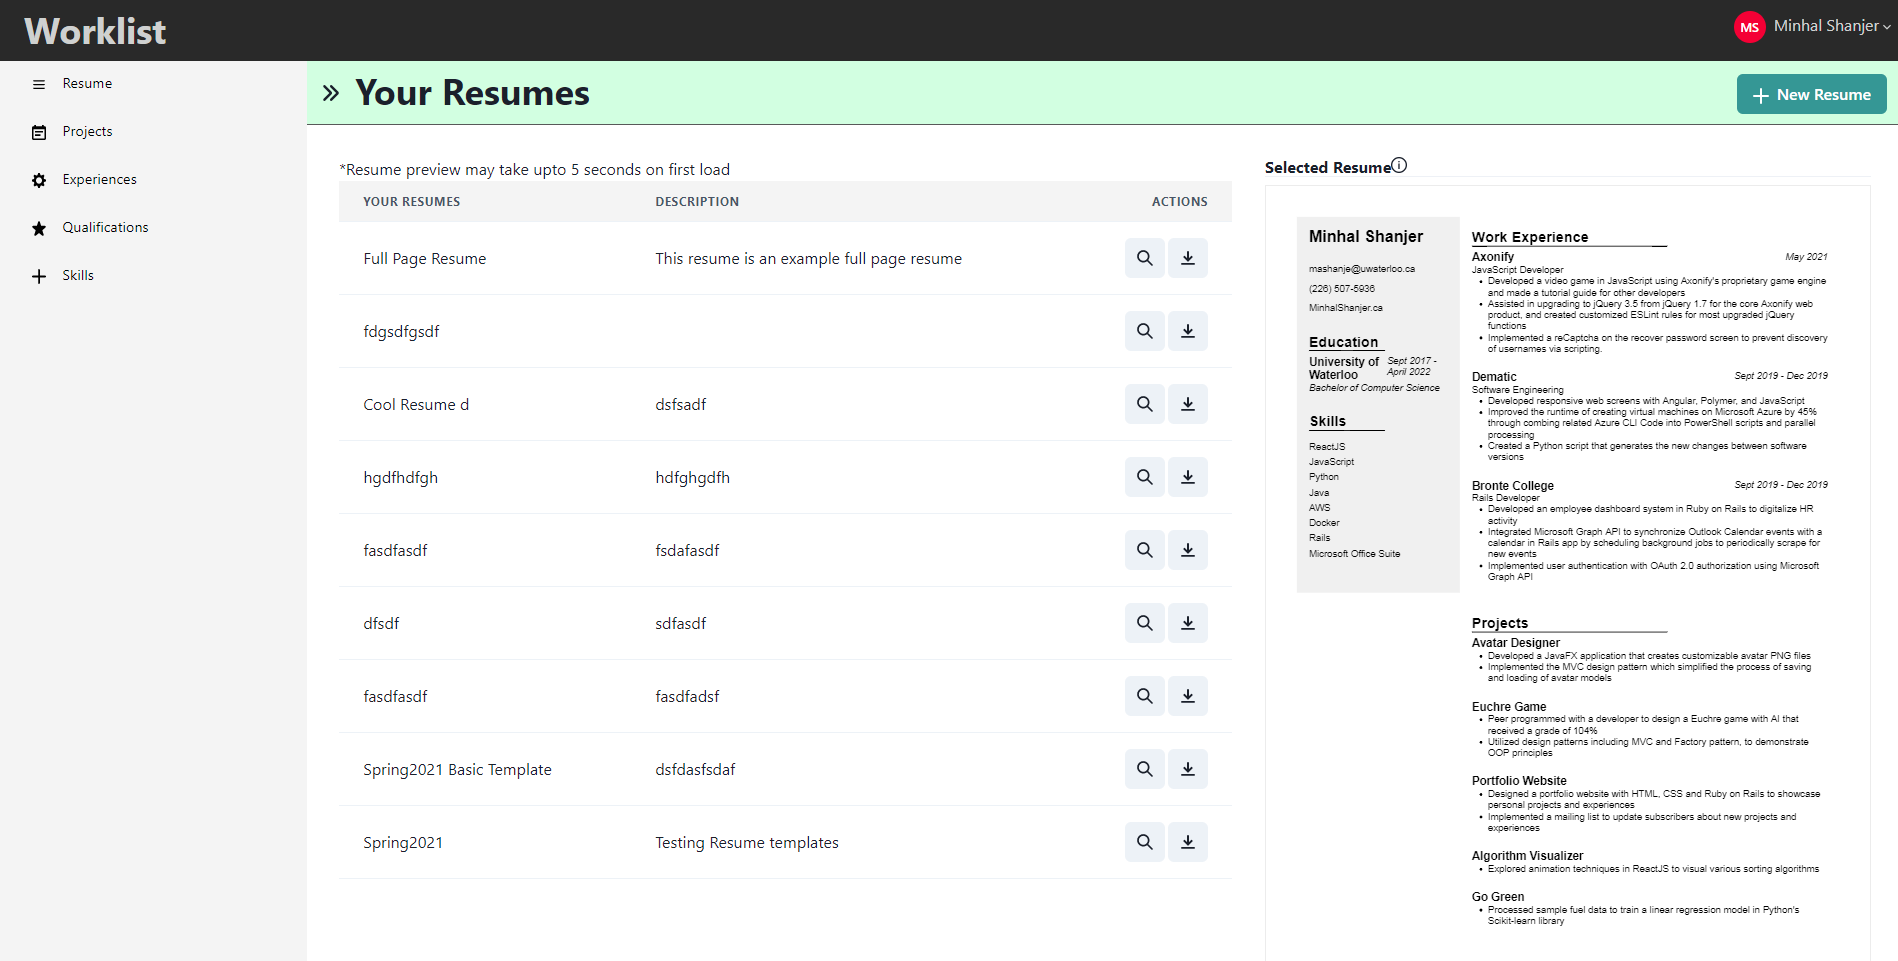 Worklist
MS Minhal Shanjer
Resume
Projects
Experiences
Qualifications
Skills
Your Resumes
New Resume
*Resume preview may take upto 5 seconds on first load
YOUR RESUMES DESCRIPTION ACTIONS
Full Page Resume This resume is an example full page resume
fdgsdfgsdf
Cool Resume d dsfsadf
hgdfhdfgh hdfghgdfh
fasdfasdf fsdafasdf
dfsdf sdfasdf
fasdfasdf fasdfadsf
Spring2021 Basic Template dsfdasfsdaf
Spring2021 Testing Resume templates
Selected Resume
Minhal Shanjer
mashanje@uwaterloo.ca
(226) 507-5936
MinhalShanjer.ca
Education
University of Sept 2017 -
Waterloo April 2022
Bachelor of Computer Science
Skills
ReactJS
JavaScript
Python
Java
AWS
Docker
Rails
Microsoft Office Suite
Work Experience
Axonify May 2021
JavaScript Developer
• Developed a video game in JavaScript using Axonify's proprietary game engine
and made a tutorial guide for other developers
• Assisted in upgrading to jQuery 3.5 from jQuery 1.7 for the core Axonify web
product, and created customized ESLint rules for most upgraded jQuery
functions
• Implemented a reCaptcha on the recover password screen to prevent discovery
of usernames via scripting.
Dematic Sept 2019 - Dec 2019
Software Engineering
• Developed responsive web screens with Angular, Polymer, and JavaScript
• Improved the runtime of creating virtual machines on Microsoft Azure by 45%
through combing related Azure CLI Code into PowerShell scripts and parallel
processing
• Created a Python script that generates the new changes between software
versions
Bronte College Sept 2019 - Dec 2019
Rails Developer
• Developed an employee dashboard system in Ruby on Rails to digitalize HR
activity
• Integrated Microsoft Graph API to synchronize Outlook Calendar events with a
calendar in Rails app by scheduling background jobs to periodically scrape for
new events
• Implemented user authentication with OAuth 2.0 authorization using Microsoft
Graph API
Projects
Avatar Designer
• Developed a JavaFX application that creates customizable avatar PNG files
• Implemented the MVC design pattern which simplified the process of saving
and loading of avatar models
Euchre Game
• Peer programmed with a developer to design a Euchre game with AI that
received a grade of 104%
• Utilized design patterns including MVC and Factory pattern, to demonstrate
OOP principles
Portfolio Website
• Designed a portfolio website with HTML, CSS and Ruby on Rails to showcase
personal projects and experiences
• Implemented a mailing list to update subscribers about new projects and
experiences
Algorithm Visualizer
• Explored animation techniques in ReactJS to visual various sorting algorithms
Go Green
• Processed sample fuel data to train a linear regression model in Python's
Scikit-learn library